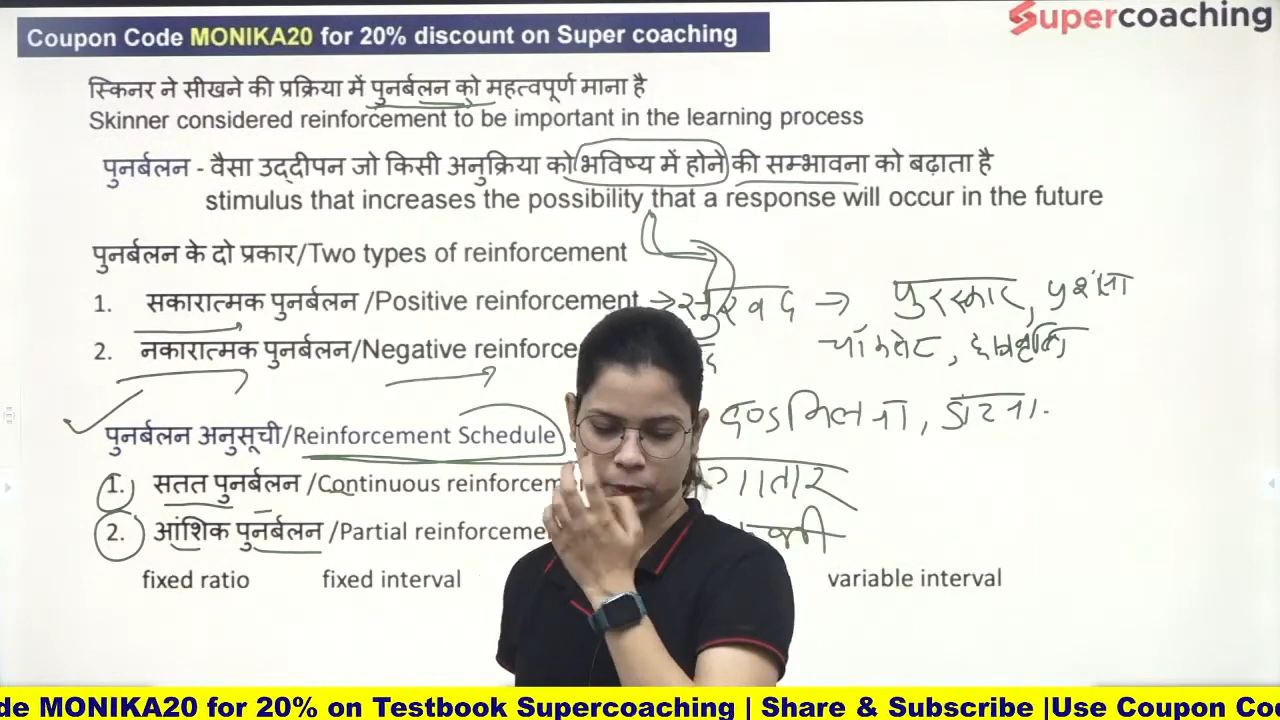 Supercoaching
Coupon Code MONIKA20 for 20% discount on Super coaching
स्किनर ने सीखने की प्रक्रिया में पुनर्बलन को महत्वपूर्ण माना है
Skinner considered reinforcement to be important in the learning process
पुनर्बलन - वैसा उद्दीपन जो किसी अनुक्रिया को भविष्य में होने की सम्भावना को बढ़ाता है
stimulus that increases the possibility that a response will occur in the future
पुनर्बलन के दो प्रकार/Two types of reinforcement
1. सकारात्मक पुनर्बलन /Positive reinforcement → सुखद → पुरस्कार, प्रशंसा
चॉकलेट,
2. नकारात्मक पुनर्बलन/Negative reinforce
दण्ड मिलना, डांटना.
पुनर्बलन अनुसूची/Reinforcement Schedule
1. सतत पुनर्बलन /Continuous reinforcem
2. आंशिक पुनर्बलन /Partial reinforceme
fixed ratio fixed interval variable interval
de MONIKA20 for 20% on Testbook Supercoaching | Share & Subscribe |Use Coupon Co